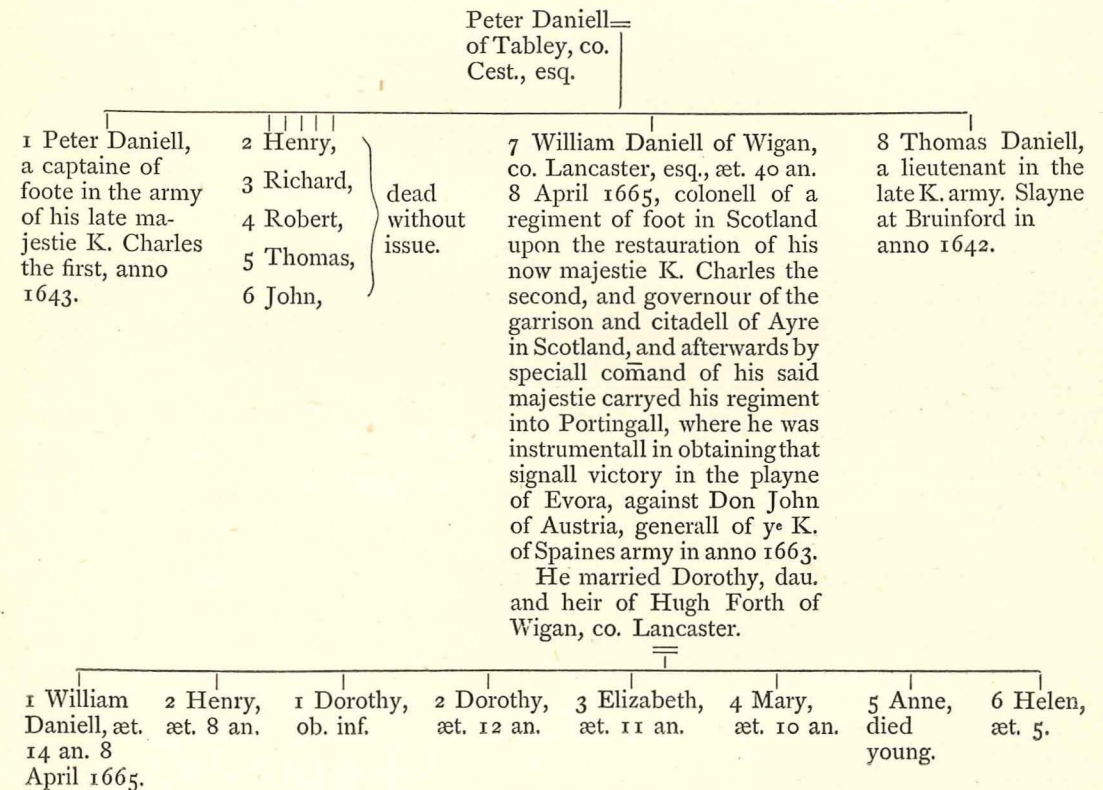 Peter Daniell
of Tabley, co.
Cest., esq.
1 Peter Daniell,
a captaine of
foote in the army
of his late ma-
jestie K. Charles
the first, anno
1643.
2 Henry,
3 Richard,
4 Robert,
5 Thomas,
6 John,
dead
without
issue.
7 William Daniell of Wigan,
co. Lancaster, esq., æt. 40 an.
8 April 1665, colonell of a
regiment of foot in Scotland
upon the restauration of his
now majestie K. Charles the
second, and governour of the
garrison and citadell of Ayre
in Scotland, and afterwards by
speciall com̄and of his said
majestie carryed his regiment
into Portingall, where he was
instrumentall in obtaining that
signall victory in the playne
of Evora, against Don John
of Austria, generall of yᵉ K.
of Spaines army in anno 1663.
He married Dorothy, dau.
and heir of Hugh Forth of
Wigan, co. Lancaster.
8 Thomas Daniell,
a lieutenant in the
late K. army. Slayne
at Bruinford in
anno 1642.
1 William
Daniell, æt.
14 an. 8
April 1665.
2 Henry,
æt. 8 an.
1 Dorothy,
ob. inf.
2 Dorothy,
æt. 12 an.
3 Elizabeth,
æt. 11 an.
4 Mary,
æt. 10 an.
5 Anne,
died
young.
6 Helen,
æt. 5.